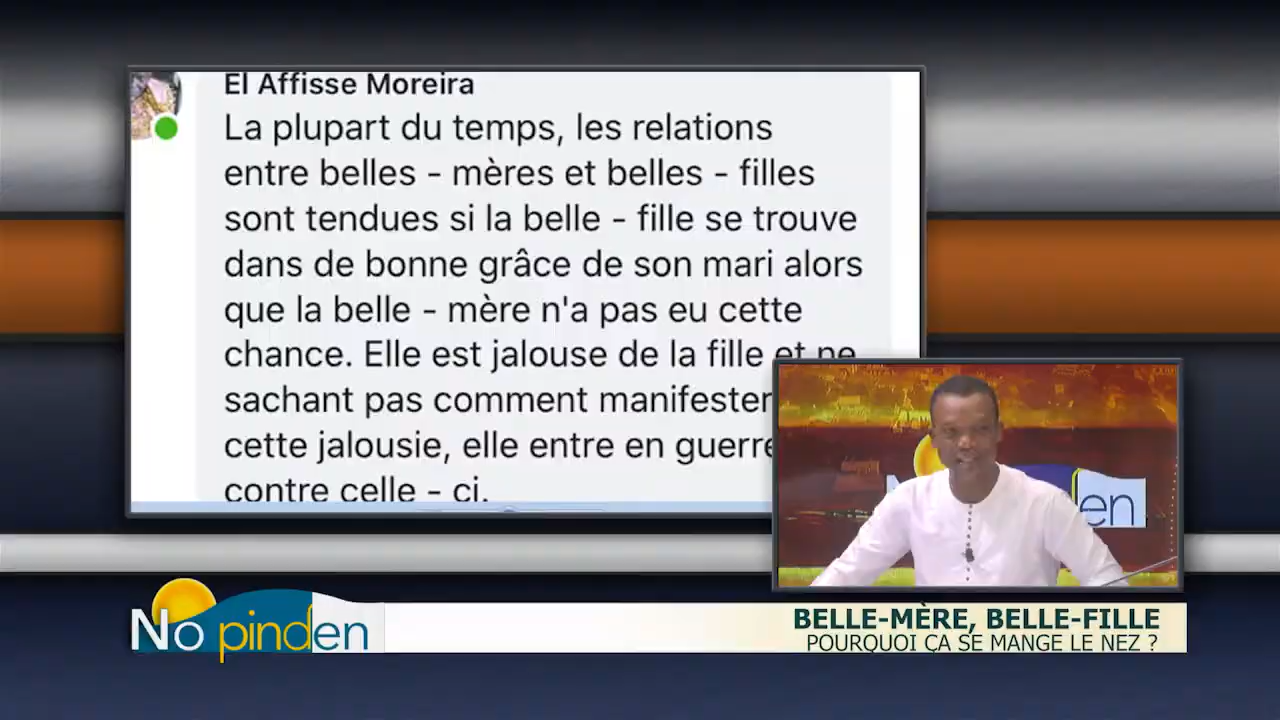 El Affisse Moreira
La plupart du temps, les relations
entre belles - mères et belles - filles
sont tendues si la belle - fille se trouve
dans de bonne grâce de son mari alors
que la belle - mère n'a pas eu cette
chance. Elle est jalouse de la fille et ne
sachant pas comment manifester
cette jalousie, elle entre en guerre
contre celle - ci.
en
No pinden
BELLE-MÈRE, BELLE-FILLE
POURQUOI ÇA SE MANGE LE NEZ ?